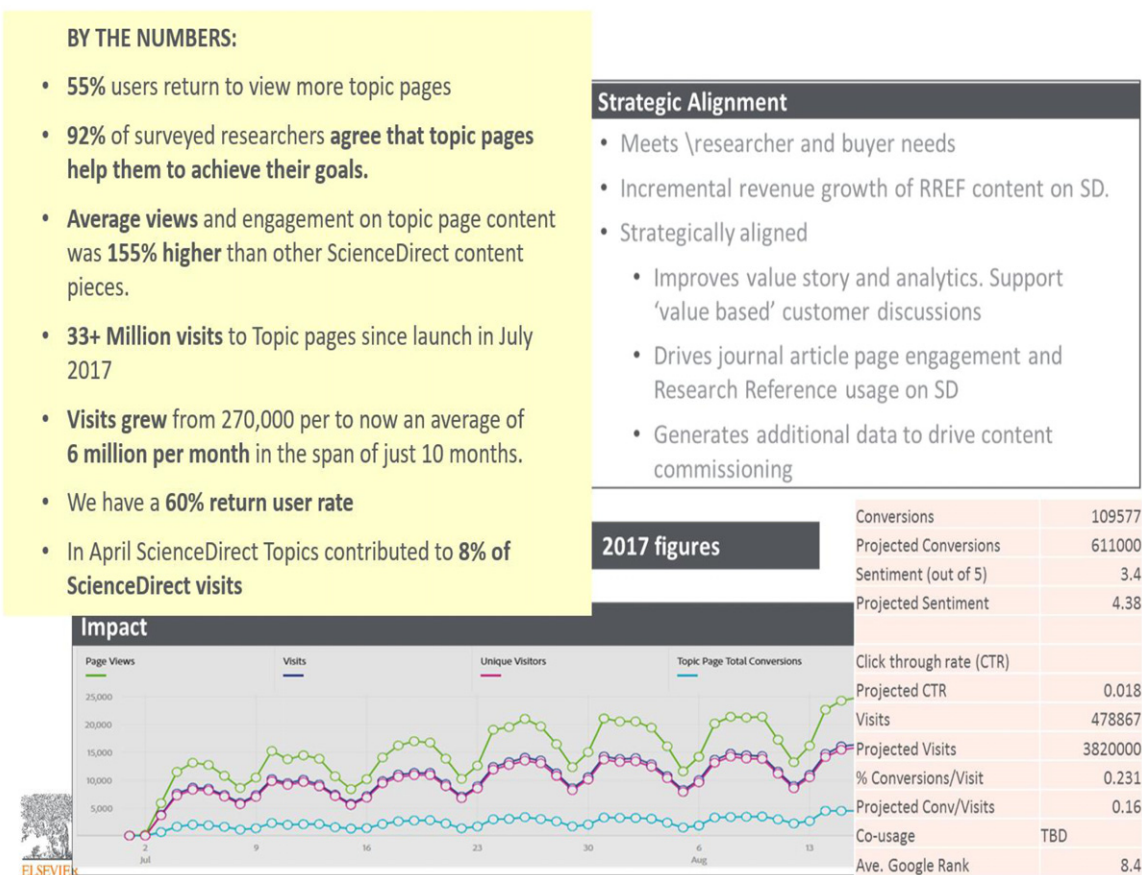 BY THE NUMBERS:
• 55% users return to view more topic pages
• 92% of surveyed researchers agree that topic pages
help them to achieve their goals.
• Average views and engagement on topic page content
was 155% higher than other ScienceDirect content
pieces.
• 33+ Million visits to Topic pages since launch in July
2017
• Visits grew from 270,000 per to now an average of
6 million per month in the span of just 10 months.
• We have a 60% return user rate
• In April ScienceDirect Topics contributed to 8% of
ScienceDirect visits
Strategic Alignment
• Meets \researcher and buyer needs
• Incremental revenue growth of RREF content on SD.
• Strategically aligned
• Improves value story and analytics. Support
‘value based’ customer discussions
• Drives journal article page engagement and
Research Reference usage on SD
• Generates additional data to drive content
commissioning
2017 figures
Conversions 109577
Projected Conversions 611000
Sentiment (out of 5) 3.4
Projected Sentiment 4.38
Click through rate (CTR)
Projected CTR 0.018
Visits 478867
Projected Visits 3820000
% Conversions/Visit 0.231
Projected Conv/Visits 0.16
Co-usage TBD
Ave. Google Rank 8.4
Impact
Page Views Visits Unique Visitors Topic Page Total Conversions
25,000
20,000
15,000
10,000
5,000
2 9 16 23 30 6 13
Jul Aug
ELSEVIER